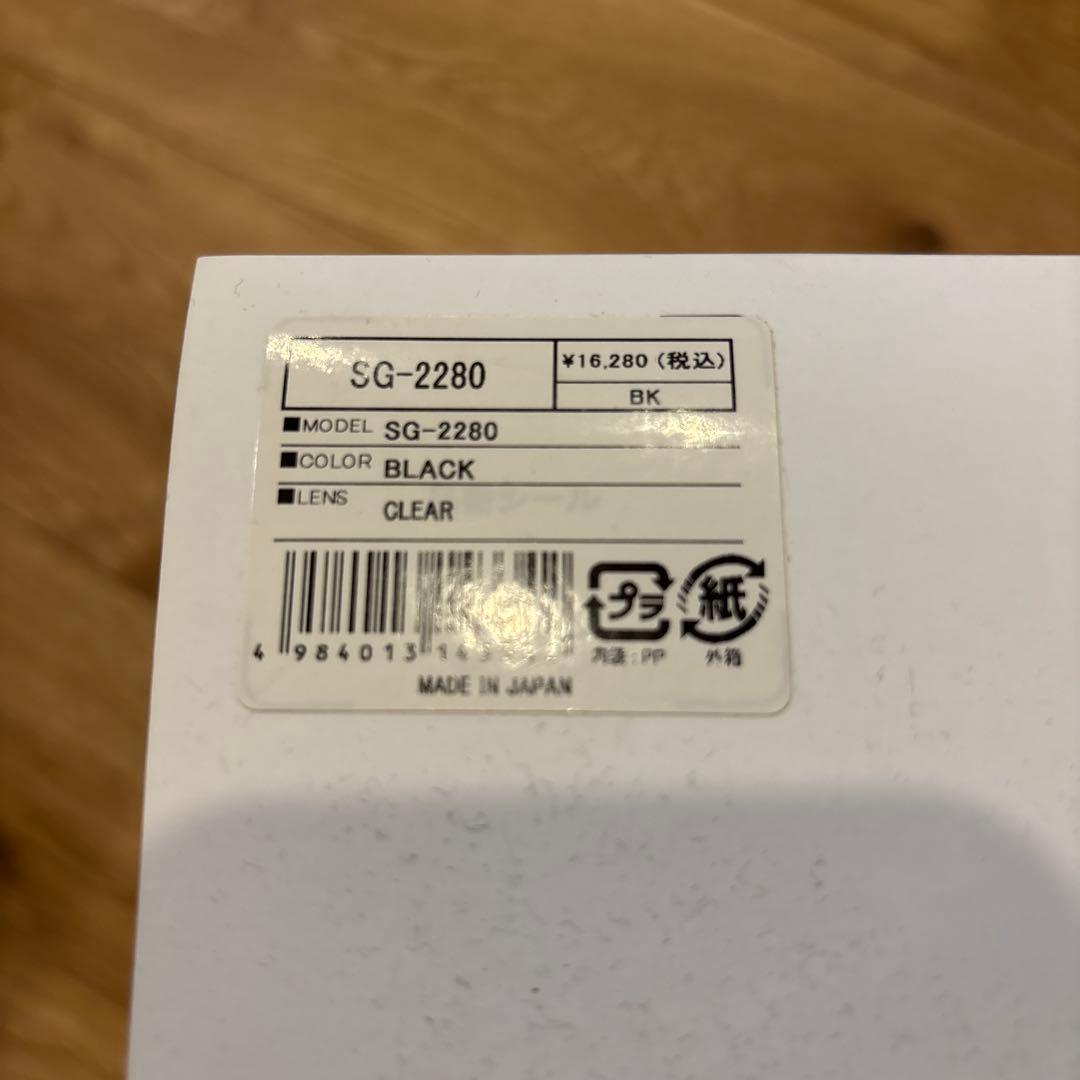 SG-2280
¥16,280（税込）
BK
■MODEL SG-2280
■COLOR BLACK
■LENS CLEAR
4 984013
プラ
紙
内装：PP
外箱
MADE IN JAPAN